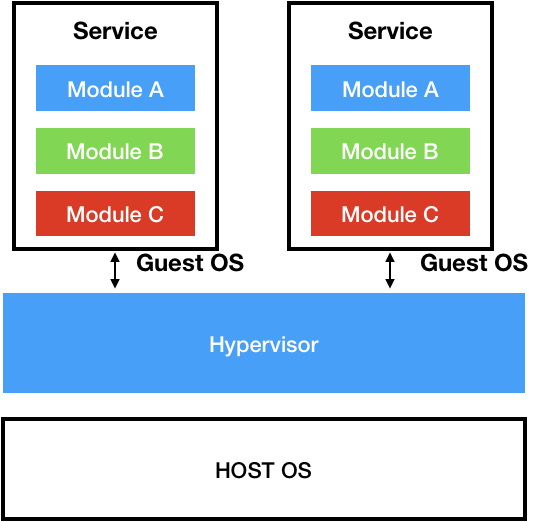 Service
Module A
Module B
Module C
Guest OS
Service
Module A
Module B
Module C
Guest OS
Hypervisor
HOST OS